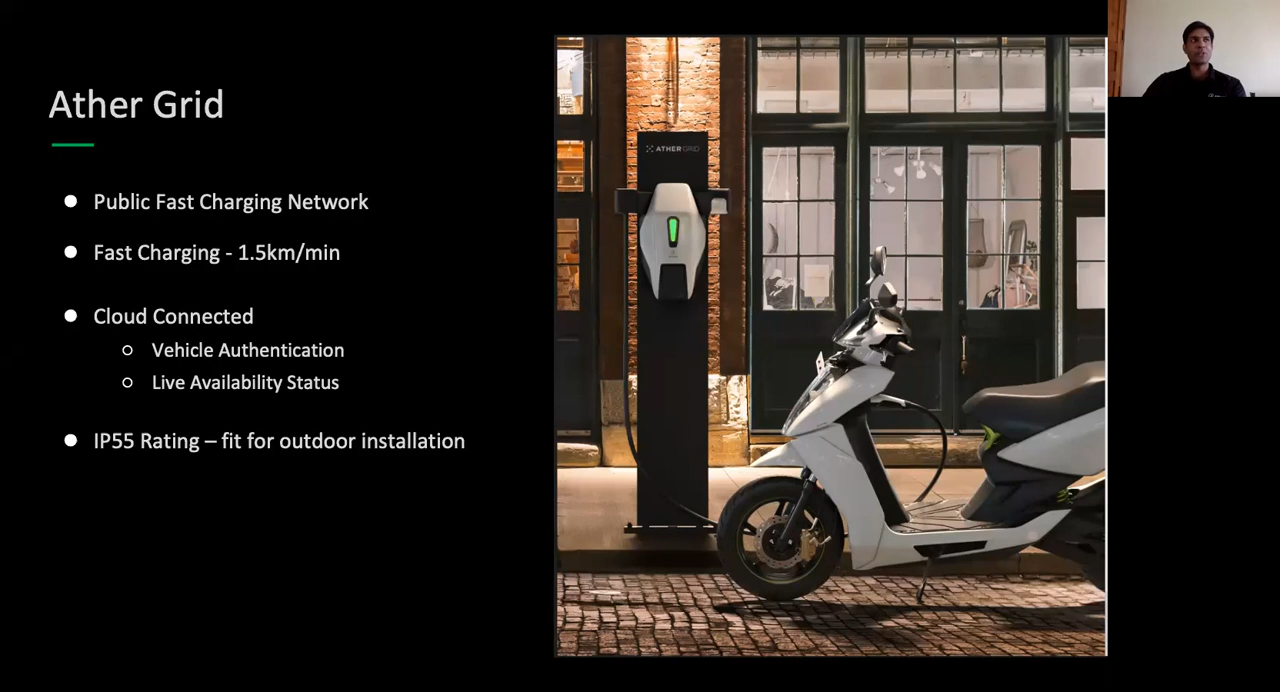 Ather Grid
Public Fast Charging Network
Fast Charging - 1.5km/min
Cloud Connected
Vehicle Authentication
Live Availability Status
IP55 Rating – fit for outdoor installation
ATHER GRID